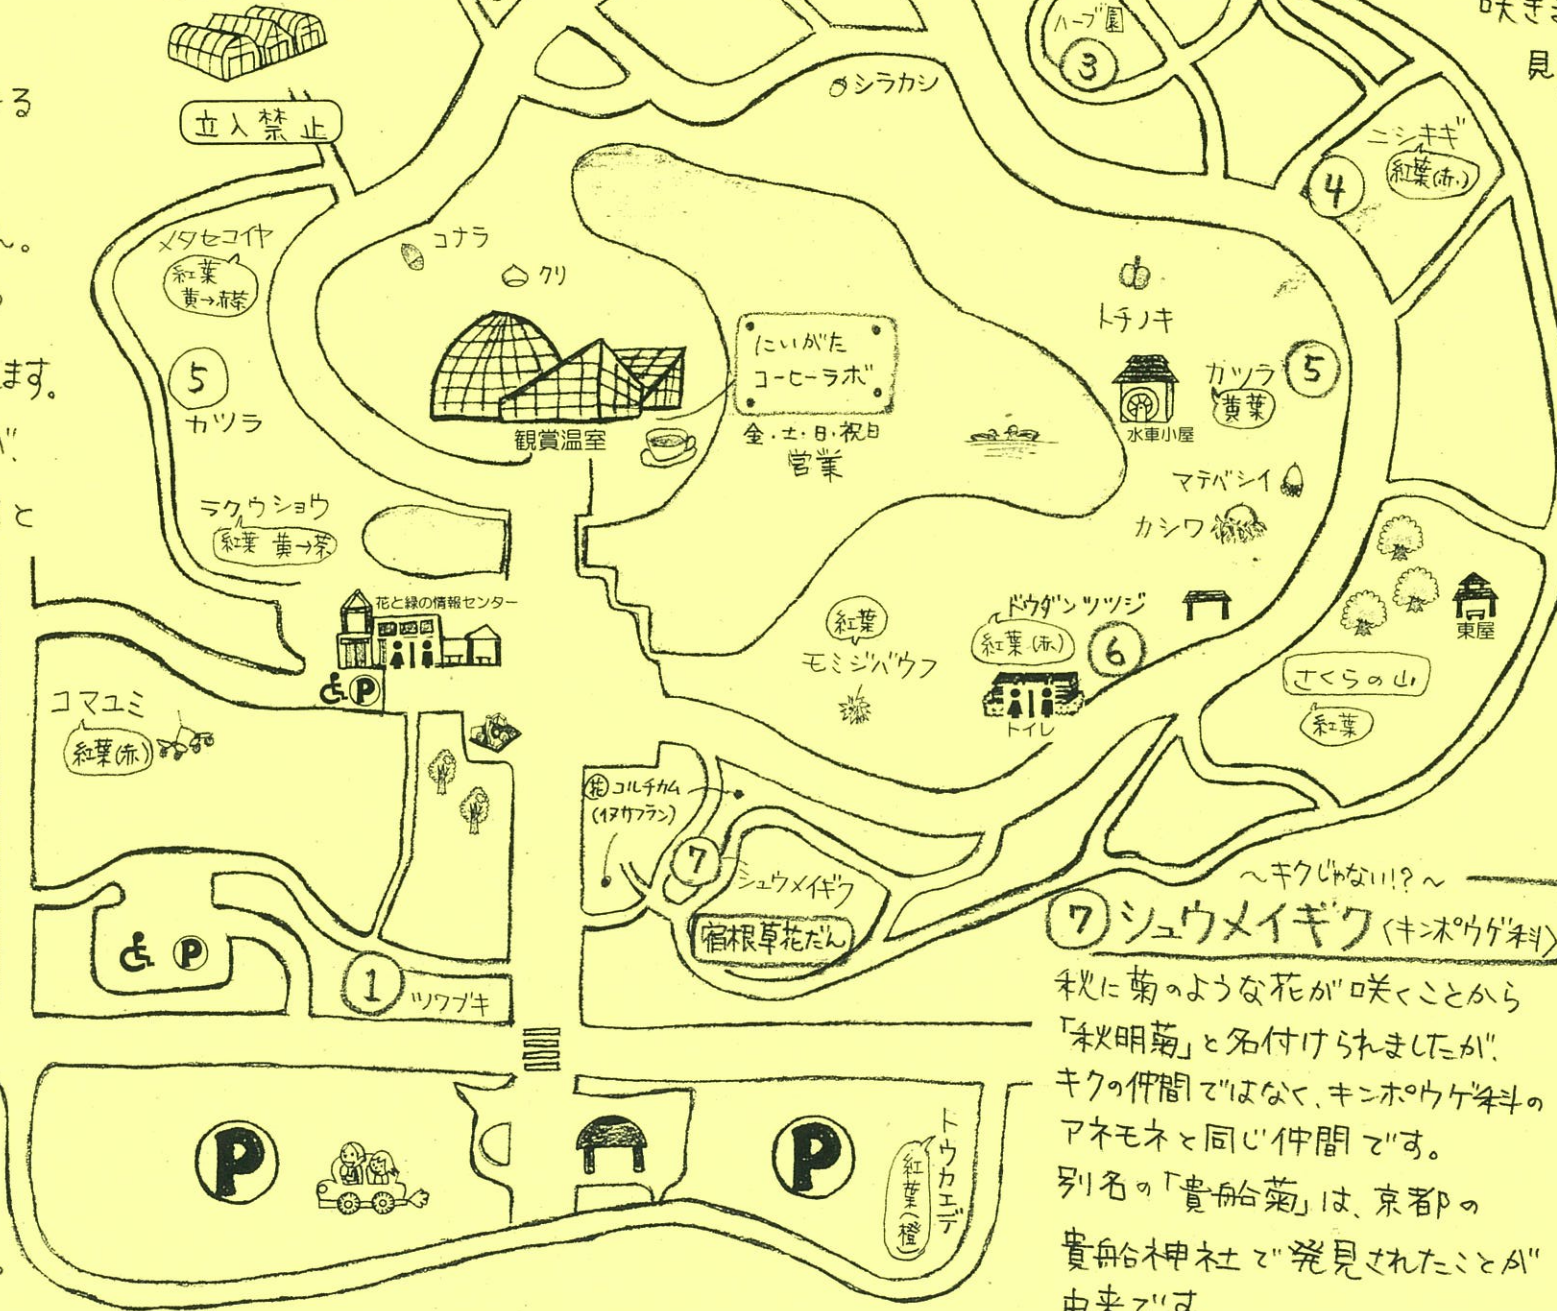 咲き
見
ハーブ園
3
シラカシ
る
立入禁止
ニシキギ
紅葉(赤)
4
メタセコイヤ
紅葉
黄→赤茶
コナラ
クリ
トチノキ
5
カツラ
黄葉
5
カツラ
にいがた
コーヒーラボ
金・土・日・祝日
営業
観賞温室
水車小屋
ます。
マテバシイ
カシワ
と
ラクウショウ
紅葉 黄→茶
花と緑の情報センター
P
紅葉
モミジバウフ
ドウダンツツジ
紅葉(赤)
6
トイレ
東屋
さくらの山
紅葉
コマユミ
紅葉(赤)
花 コルチカム
(イヌサフラン)
7
シュウメイギク
宿根草花だん
P
1
ツワブキ
P
P
トウカエデ
紅葉(橙)
～キクじゃない!?～
7 シュウメイギク〈キンポウゲ科〉
秋に菊のような花が咲くことから
「秋明菊」と名付けられましたが、
キクの仲間ではなく、キンポウゲ科の
アネモネと同じ仲間です。
別名の「貴船菊」は、京都の
貴船神社で発見されたことが
由来です